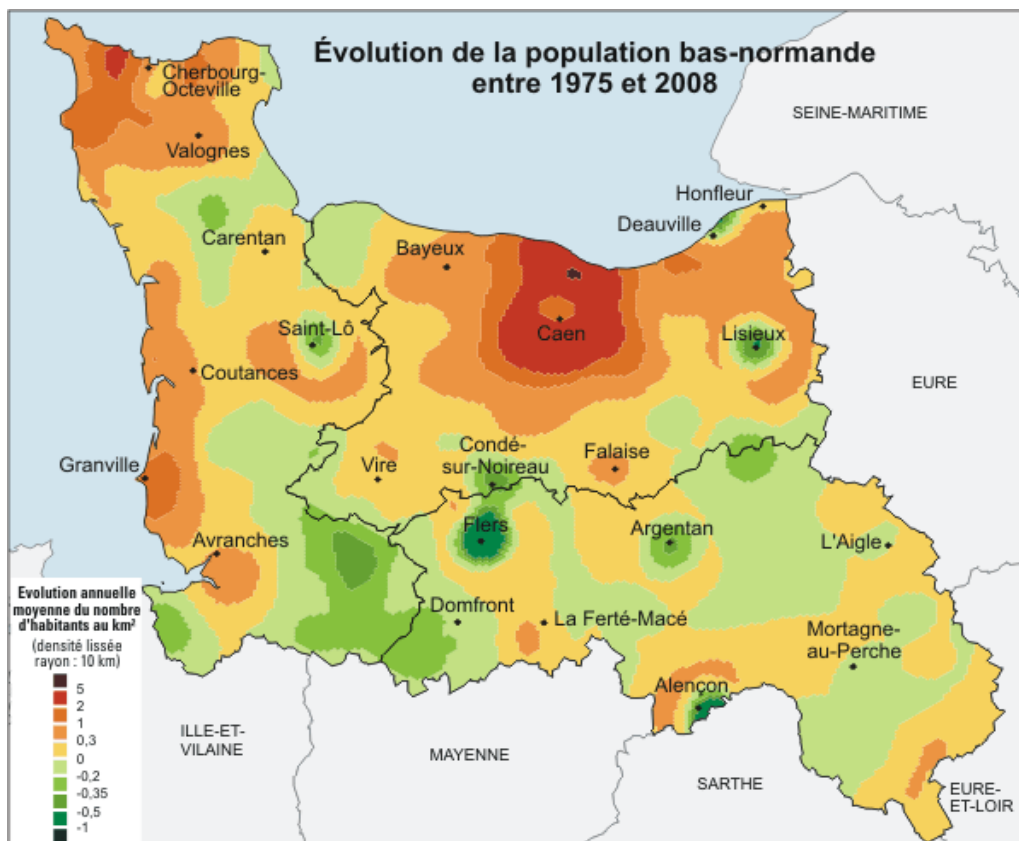 Évolution de la population bas-normande
entre 1975 et 2008
SEINE-MARITIME
Cherbourg-
Octeville
Valognes
Honfleur
Deauville
Carentan
Bayeux
Saint-Lô
Caen
Lisieux
Coutances
EURE
Granville
Vire
Condé-
sur-Noireau
Falaise
Avranches
Flers
Argentan
L'Aigle
Domfront
La Ferté-Macé
Mortagne-
au-Perche
Alençon
ILLE-ET-
VILAINE
MAYENNE
SARTHE
EURE-
ET-LOIR
Evolution annuelle
moyenne du nombre
d'habitants au km²
(densité lissée
rayon : 10 km)
5
2
1
0,3
0
-0,2
-0,35
-0,5
-1